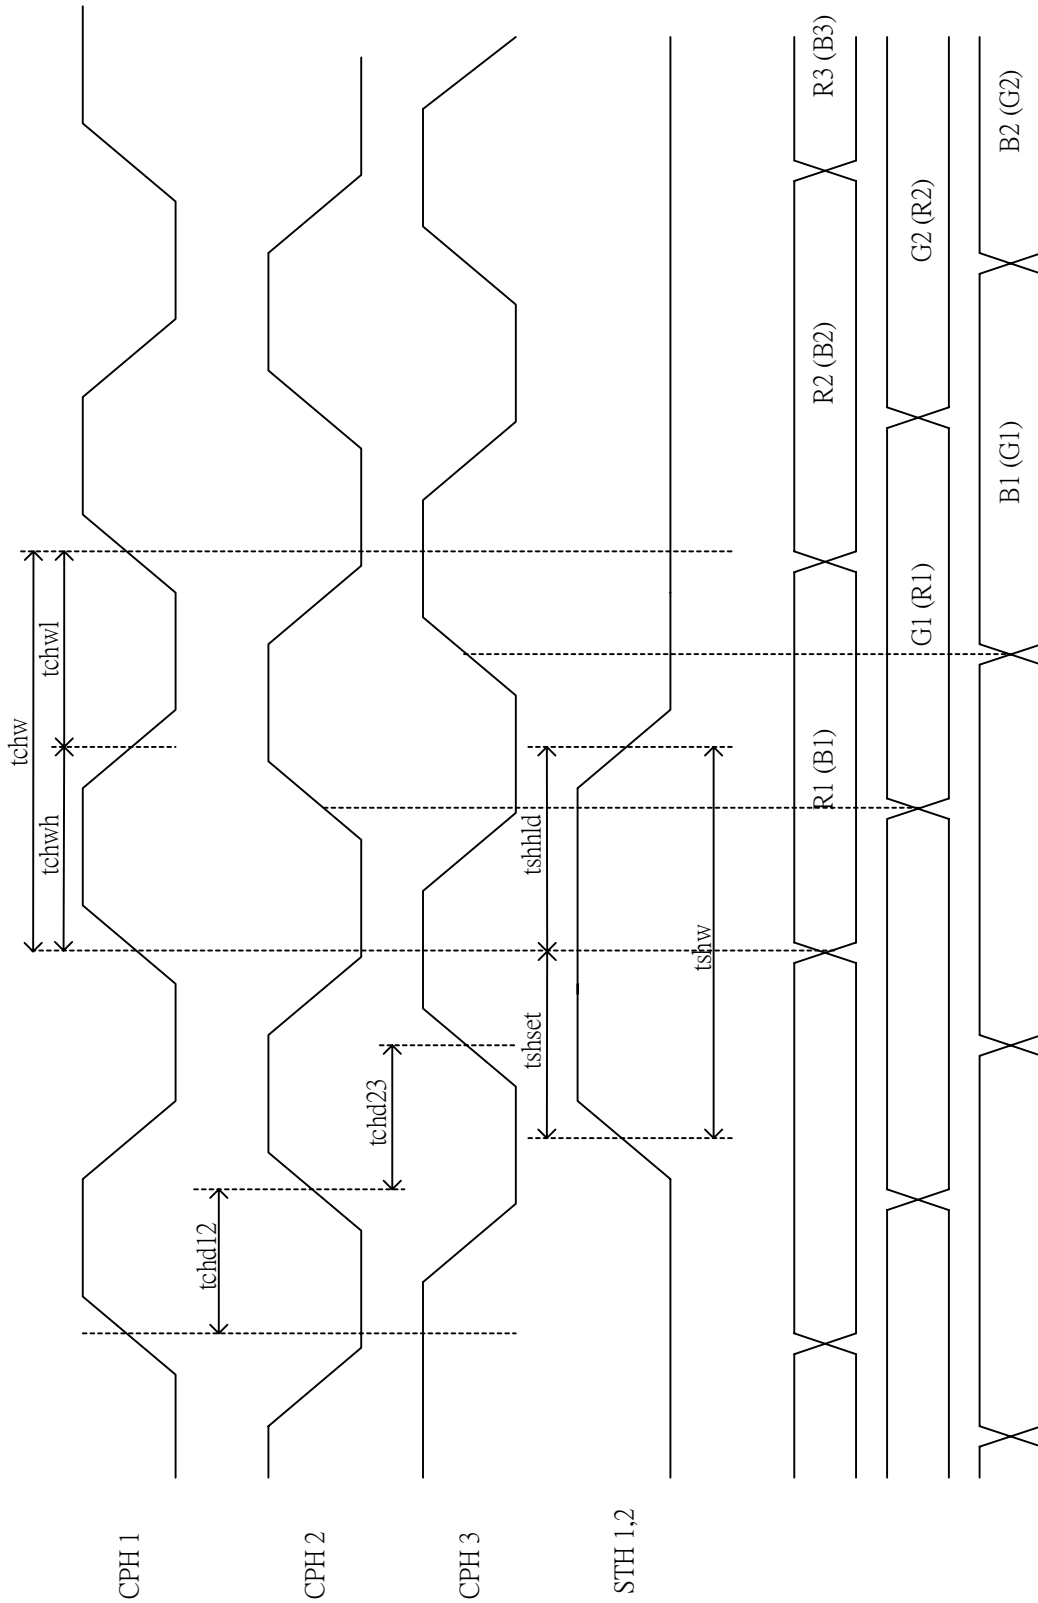 tchw
tchwh
tchwl
CPH 1
tchd12
CPH 2
tchd23
CPH 3
tshset
tshhld
STH 1,2
tshw
R1 (B1)
R2 (B2)
R3 (B3)
G1 (R1)
G2 (R2)
B1 (G1)
B2 (G2)